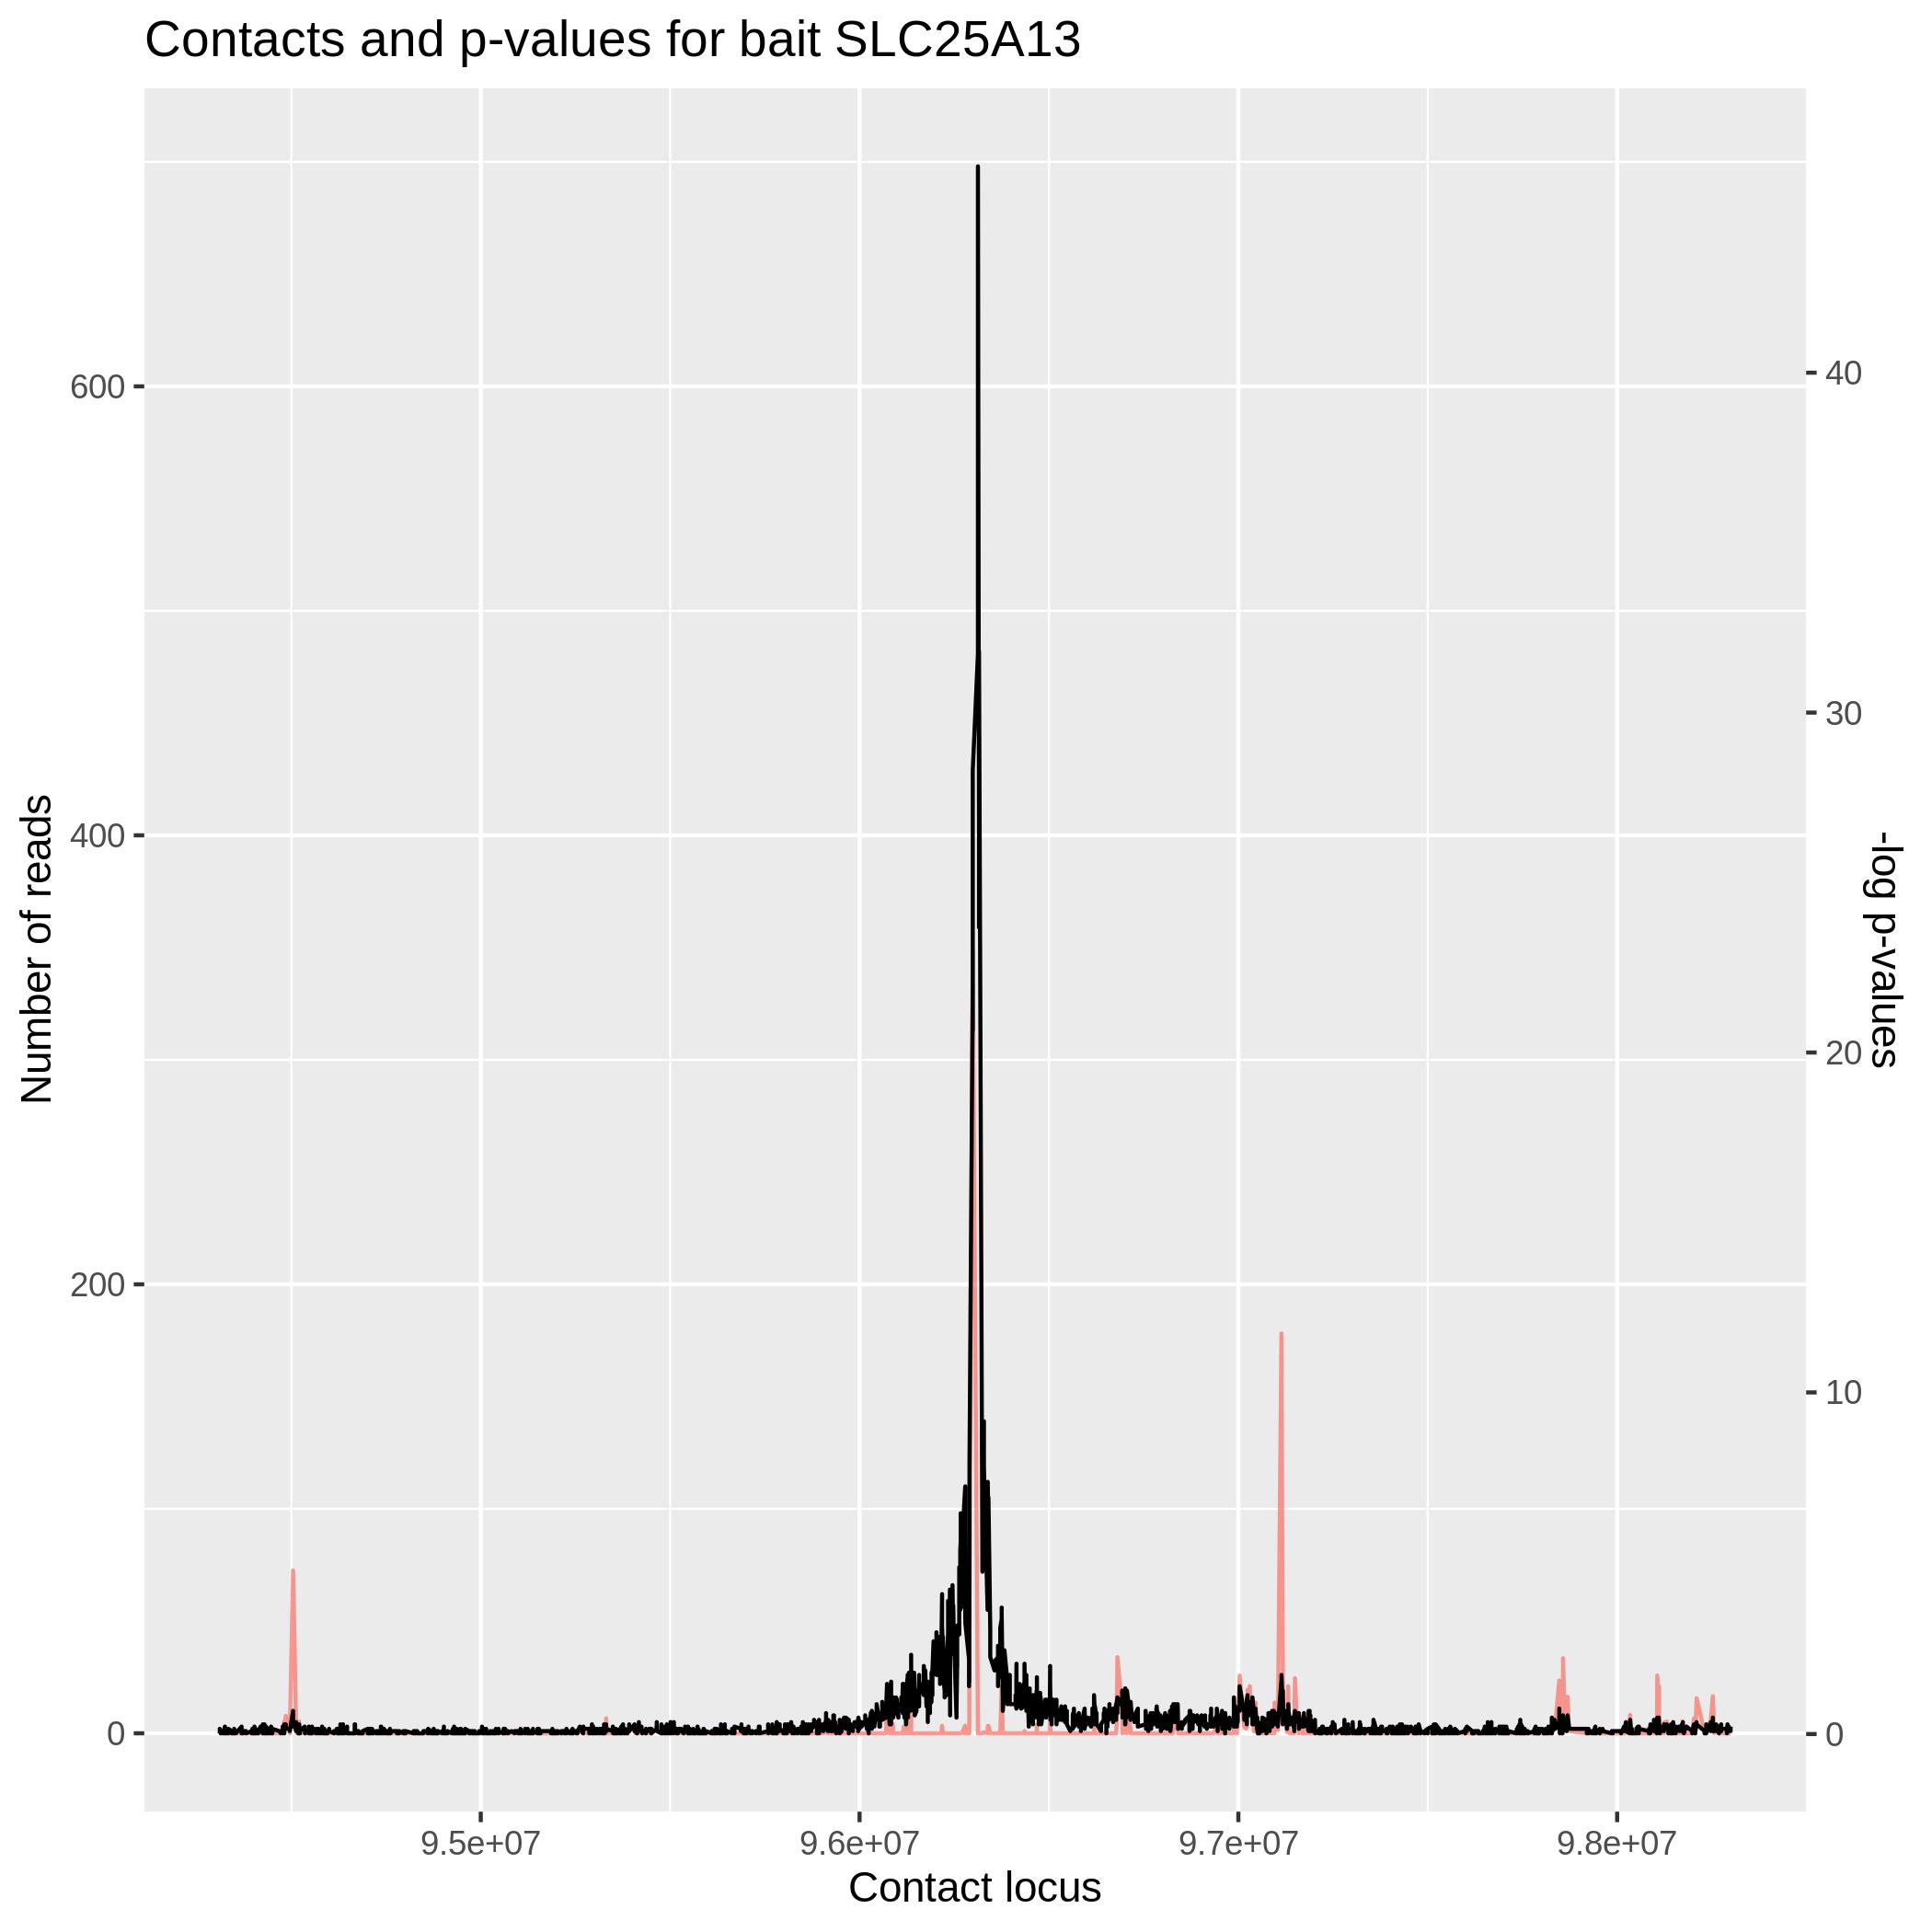 Contacts and p-values for bait SLC25A13
Number of reads
600
400
200
0
40
30
20
10
0
-log p-values
9.5e+07
9.6e+07
9.7e+07
9.8e+07
Contact locus